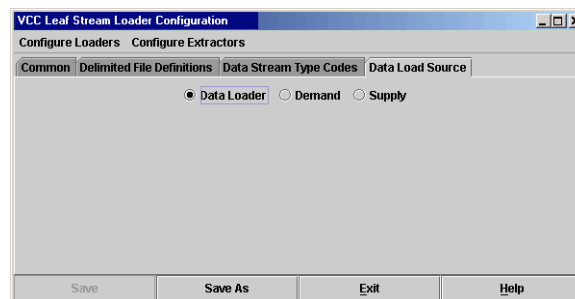 VCC Leaf Stream Loader Configuration
Configure Loaders Configure Extractors
Common Delimited File Definitions Data Stream Type Codes Data Load Source
Data Loader Demand Supply
Save Save As Exit Help